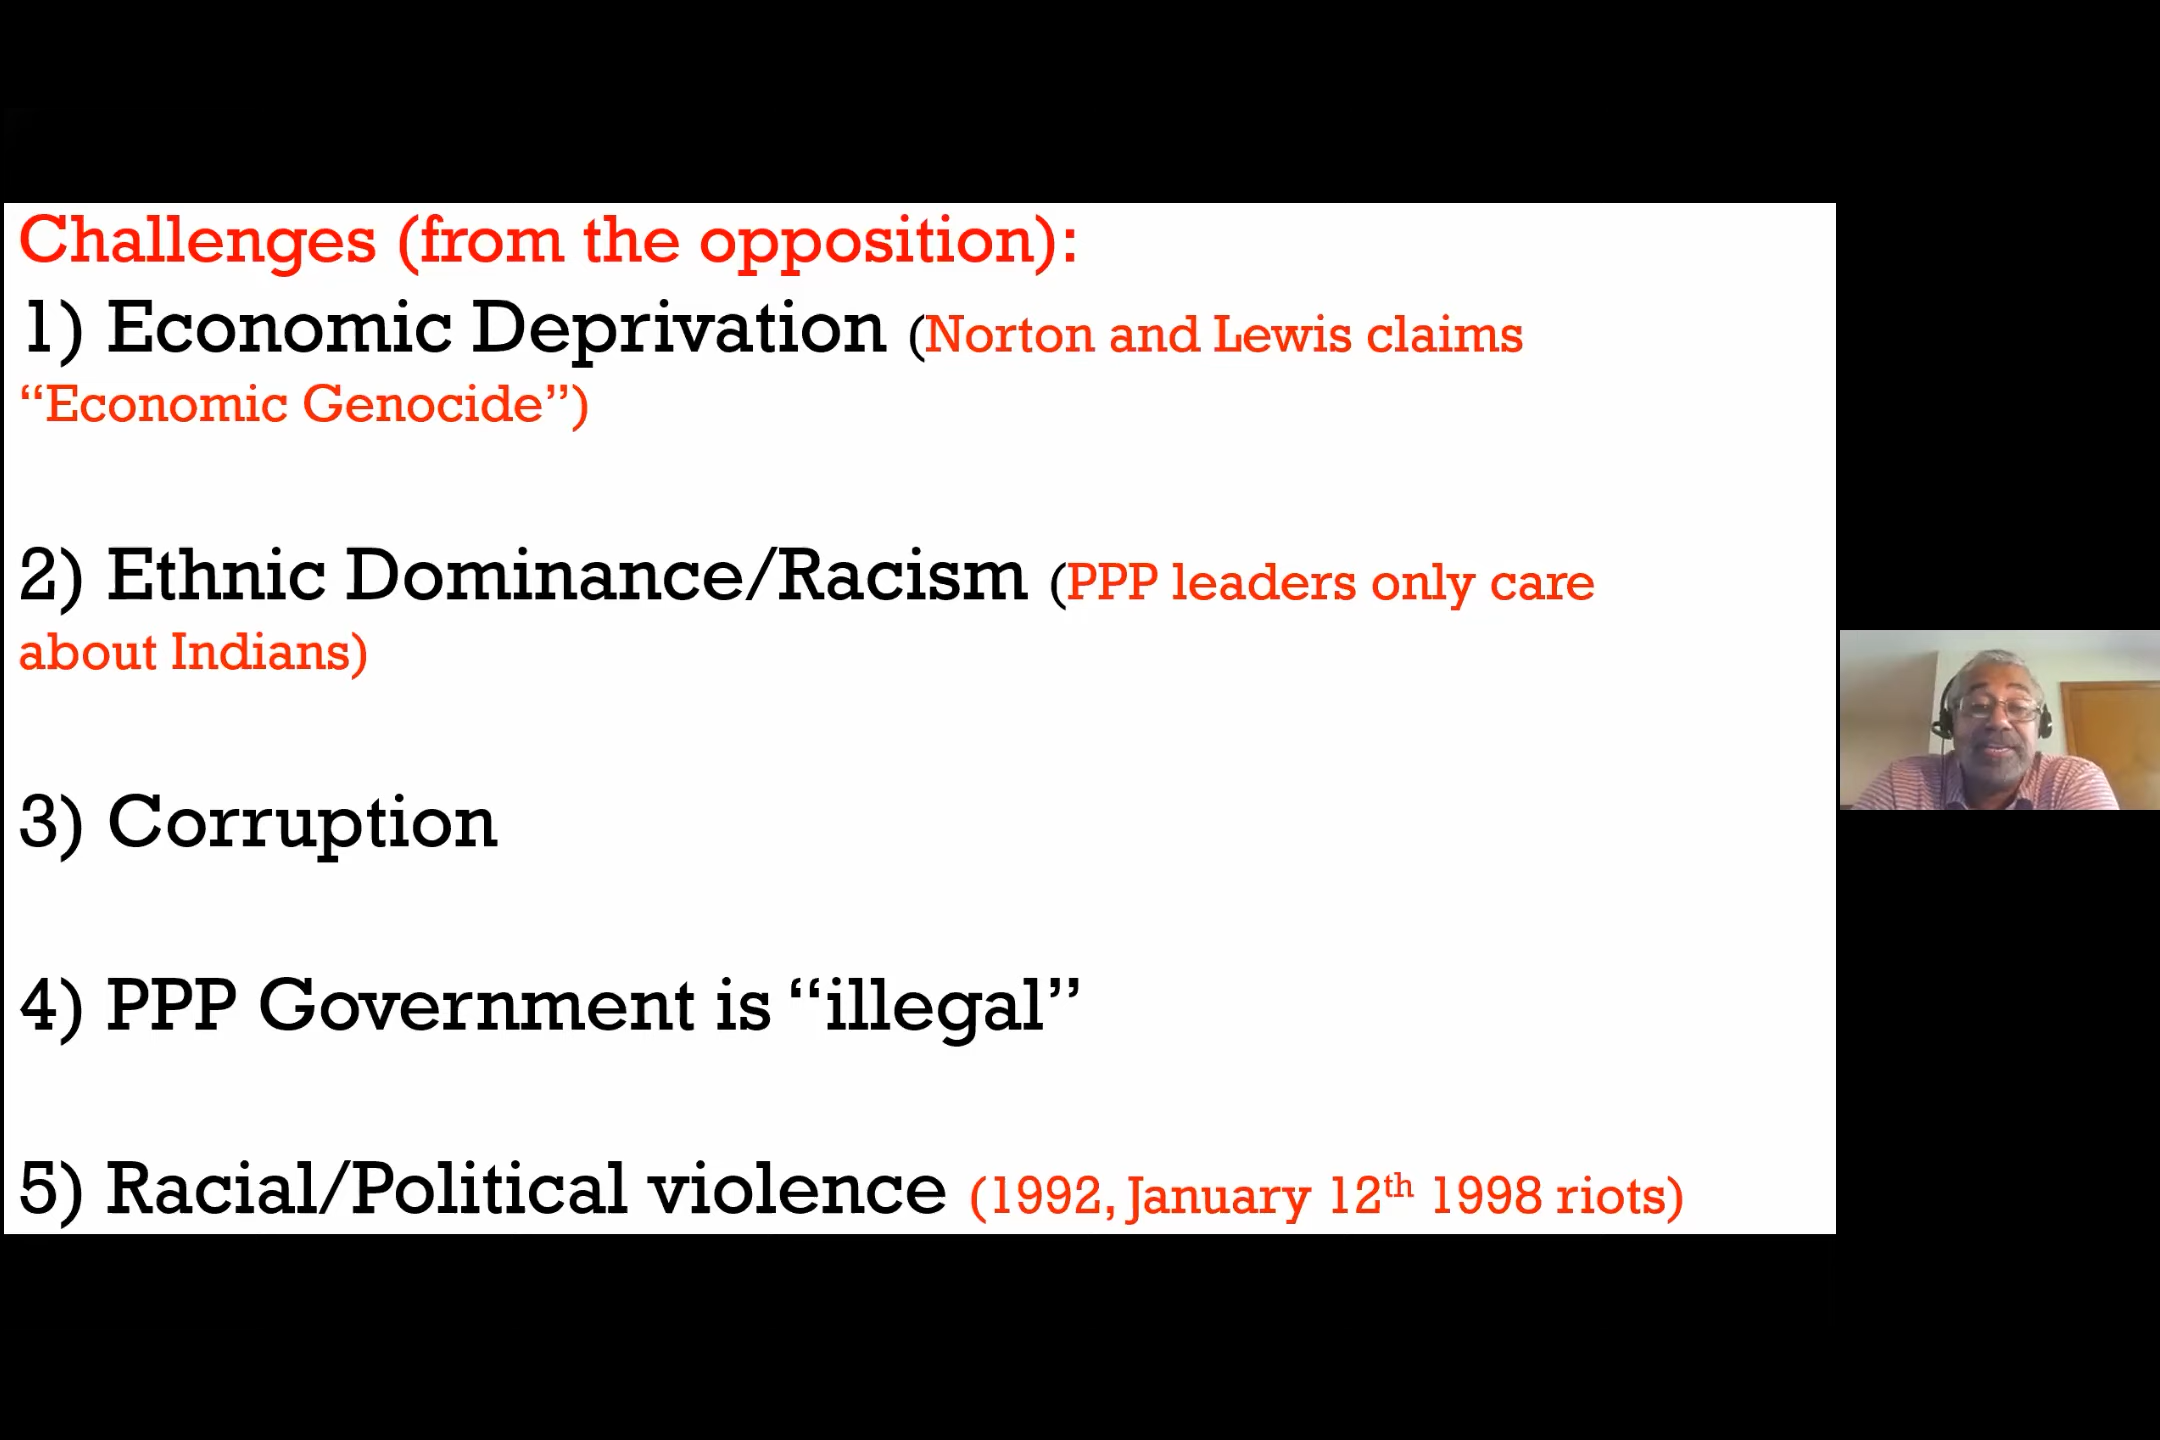 Challenges (from the opposition):
1) Economic Deprivation (Norton and Lewis claims
“Economic Genocide”)
2) Ethnic Dominance/Racism (PPP leaders only care
about Indians)
3) Corruption
4) PPP Government is “illegal”
5) Racial/Political violence (1992, January 12th 1998 riots)